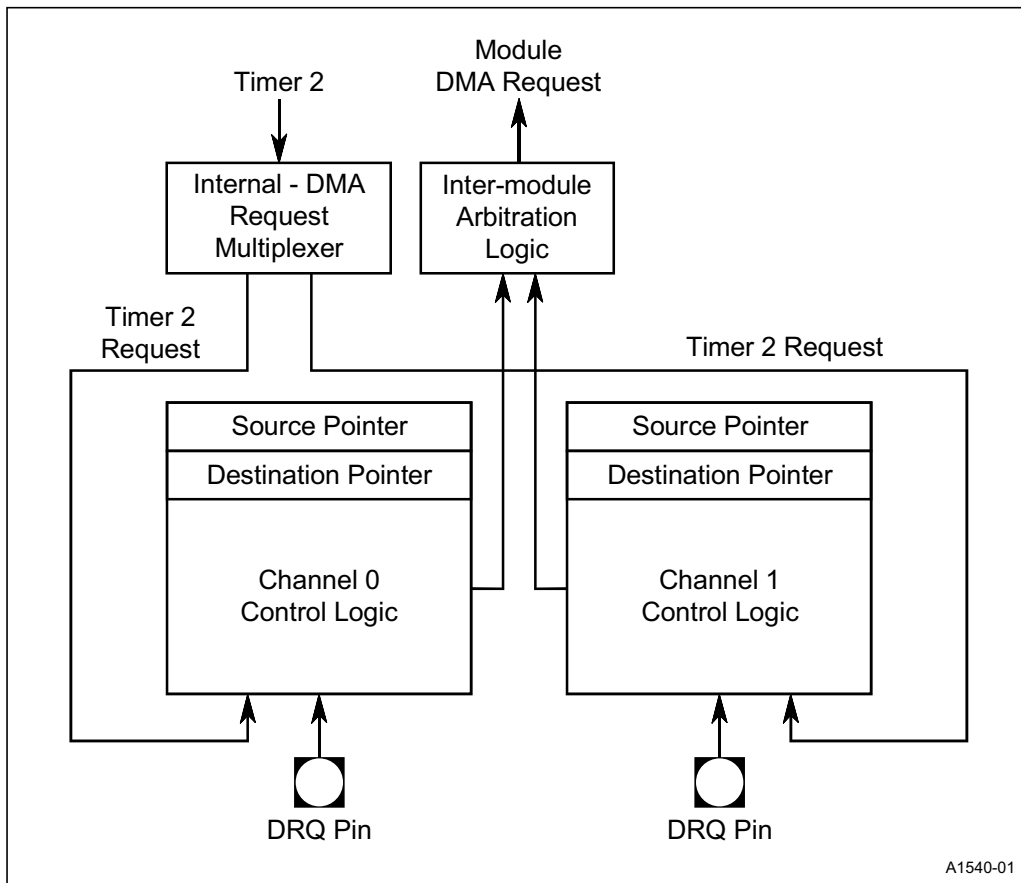 Timer 2
Module
DMA Request
Internal - DMA
Request
Multiplexer
Inter-module
Arbitration
Logic
Timer 2
Request
Timer 2 Request
Source Pointer
Destination Pointer
Channel 0
Control Logic
Source Pointer
Destination Pointer
Channel 1
Control Logic
DRQ Pin
DRQ Pin
A1540-01